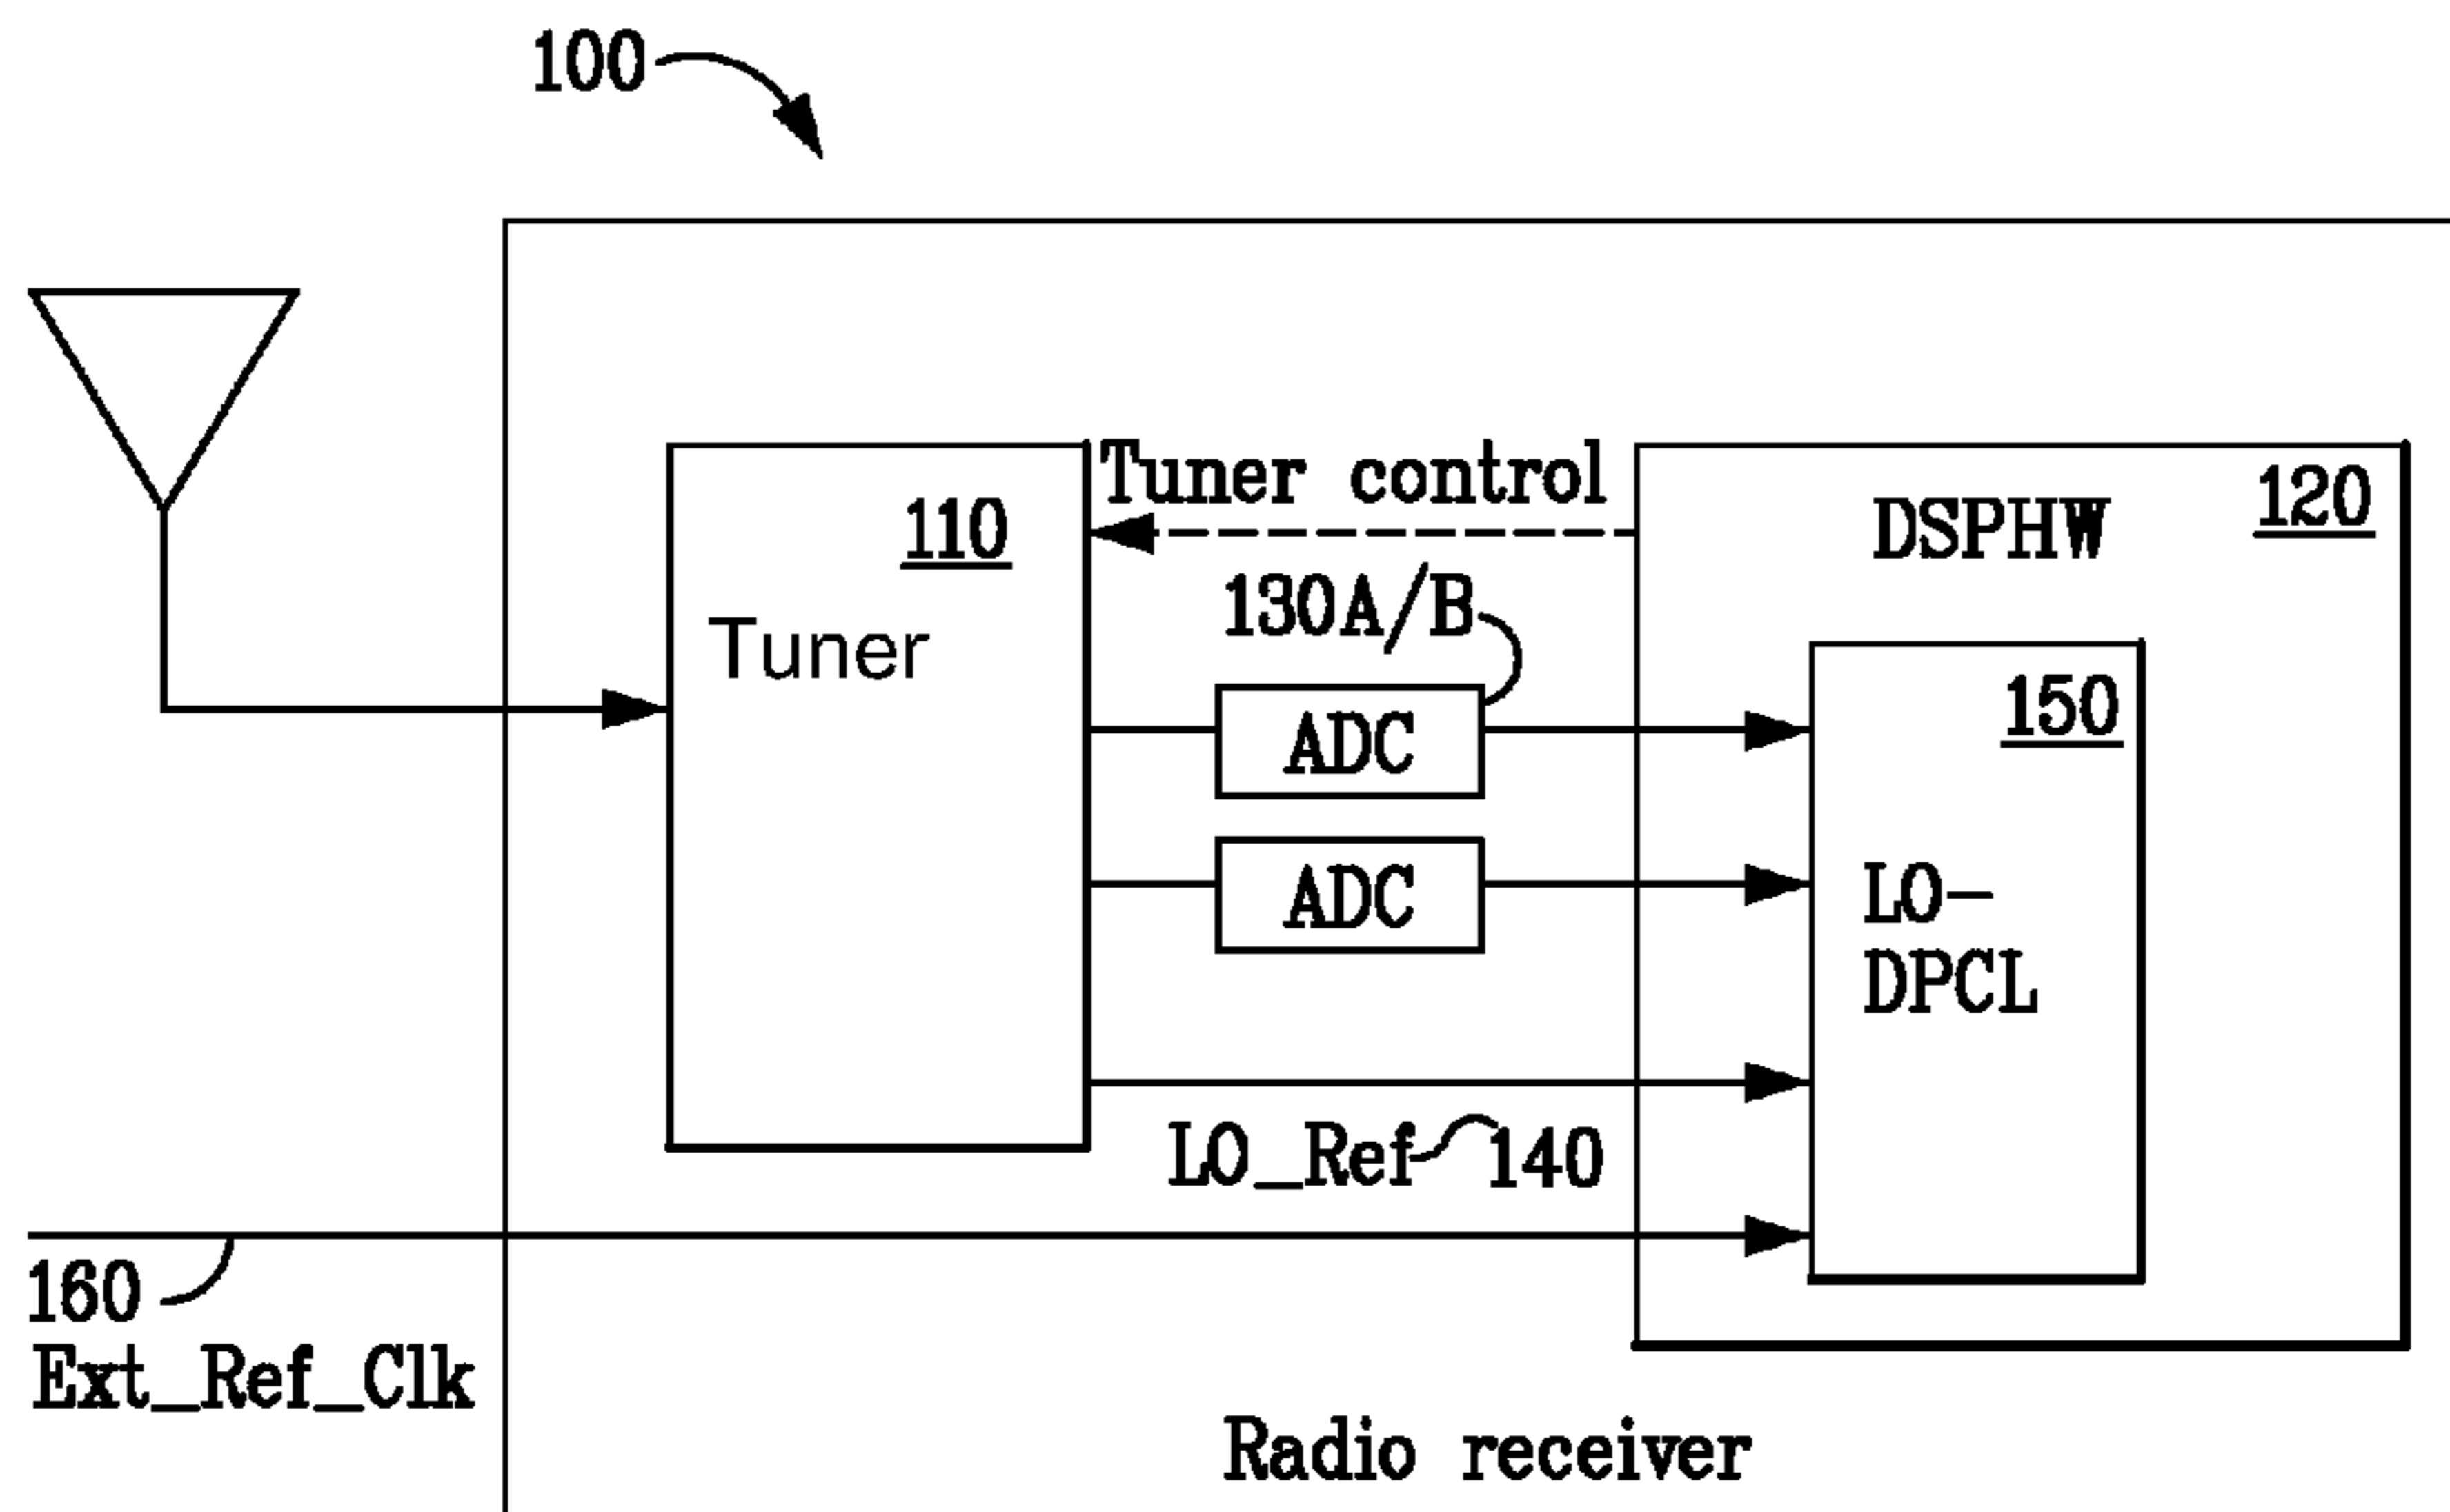 100
Tuner control
120
DSPHW
110
130A/B
Tuner
150
ADC
ADC
LO-
DPCL
LO_Ref 140
160
Ext_Ref_Clk
Radio receiver